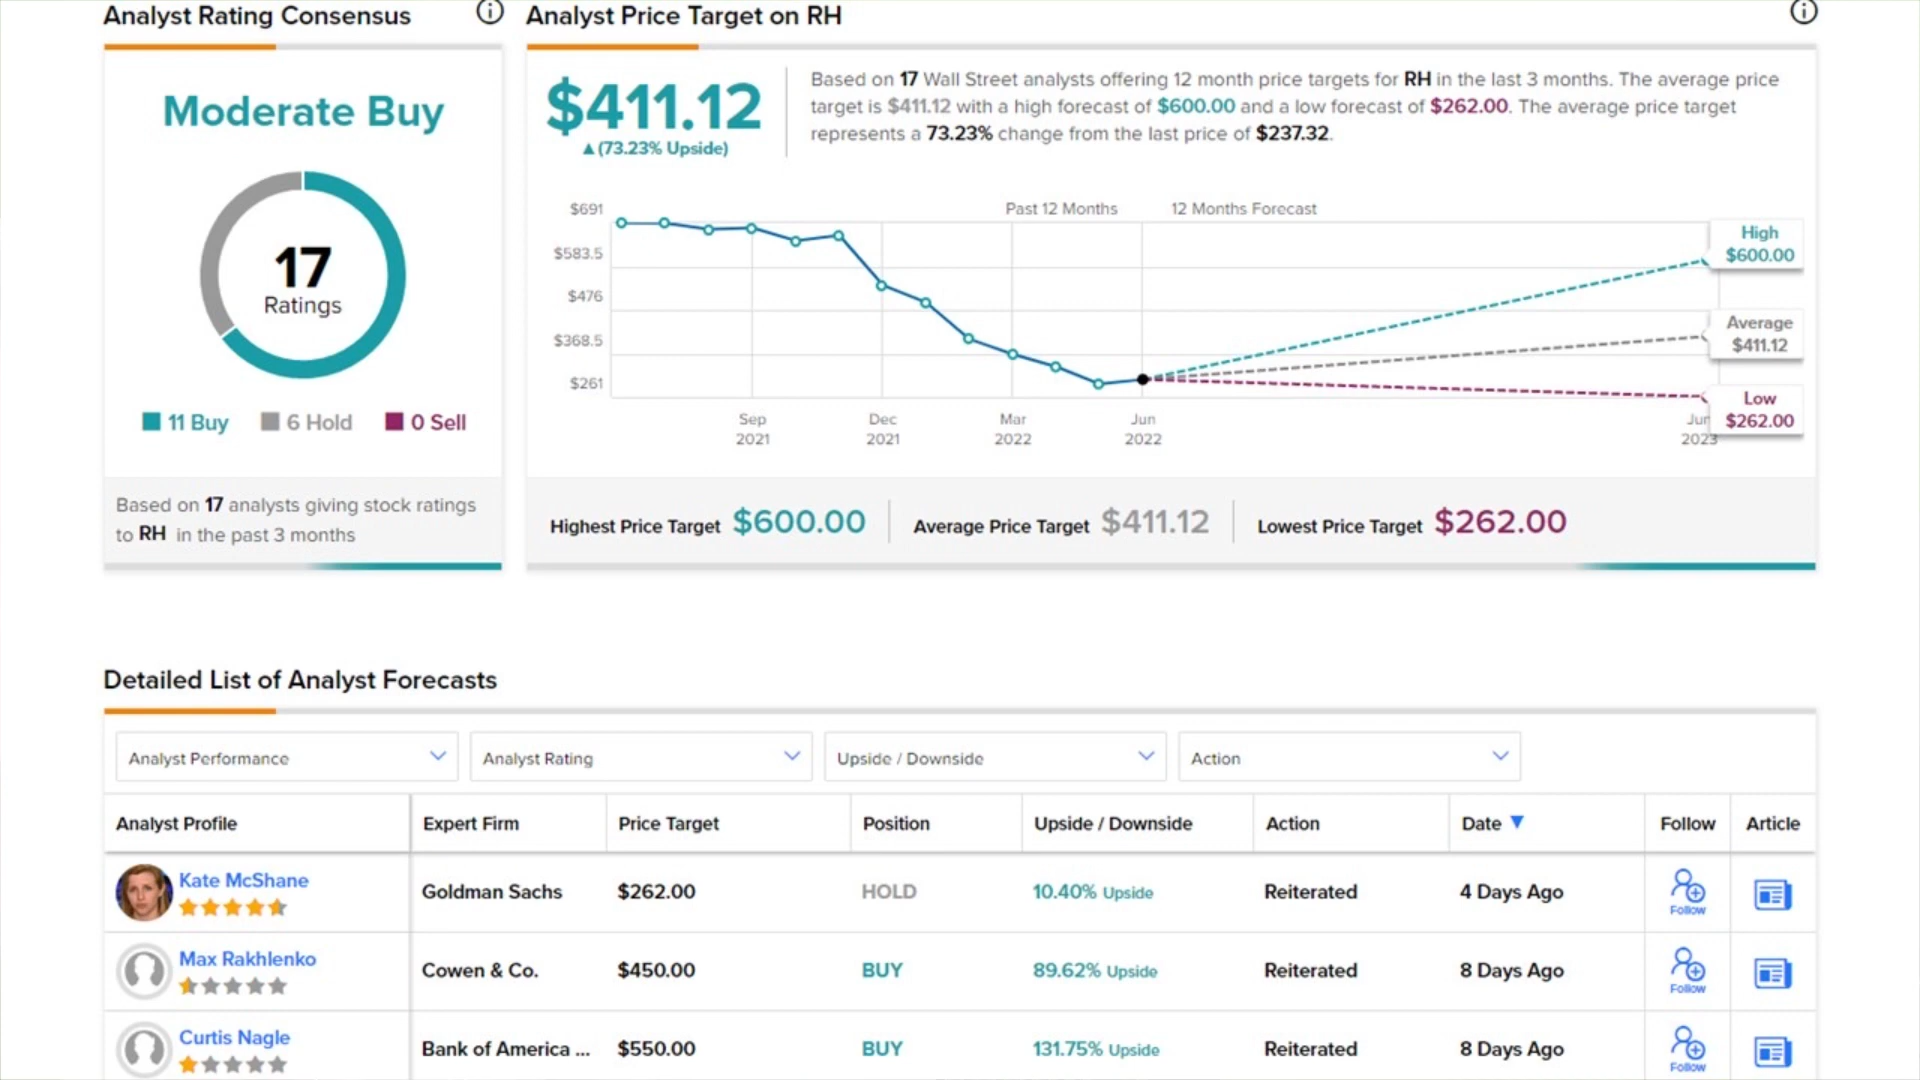 Analyst Rating Consensus
Analyst Price Target on RH
Moderate Buy
17
Ratings
11 Buy 6 Hold 0 Sell
Based on 17 analysts giving stock ratings
to RH in the past 3 months
$411.12
▲(73.23% Upside)
Based on 17 Wall Street analysts offering 12 month price targets for RH in the last 3 months. The average price
target is $411.12 with a high forecast of $600.00 and a low forecast of $262.00. The average price target
represents a 73.23% change from the last price of $237.32.
Past 12 Months 12 Months Forecast
$691
$583.5
$476
$368.5
$261
High
$600.00
Average
$411.12
Low
$262.00
Sep Dec Mar Jun Jun
2021 2021 2022 2022 2023
Highest Price Target $600.00 Average Price Target $411.12 Lowest Price Target $262.00
Detailed List of Analyst Forecasts
Analyst Performance Analyst Rating Upside / Downside Action
Analyst Profile Expert Firm Price Target Position Upside / Downside Action Date ▼ Follow Article
Kate McShane Goldman Sachs $262.00 HOLD 10.40% Upside Reiterated 4 Days Ago Follow
Max Rakhlenko Cowen & Co. $450.00 BUY 89.62% Upside Reiterated 8 Days Ago Follow
Curtis Nagle Bank of America ... $550.00 BUY 131.75% Upside Reiterated 8 Days Ago Follow